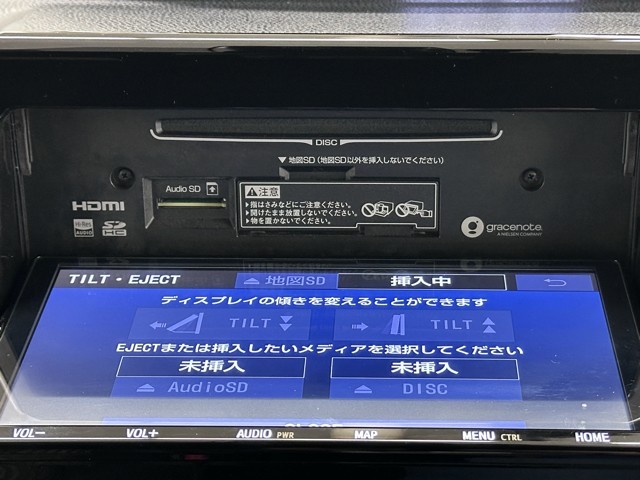 DISC
▼ 地図SD（地図SD以外を挿入しないでください）
Audio SD
⚠注意
▶指はさみなどにご注意ください。
▶開けたまま放置しないでください。
▶物を置かないでください。
HDMI
Hi-Res AUDIO
SD HC
gracenote.
A NIELSEN COMPANY
TILT・EJECT
地図SD
挿入中
ディスプレイの傾きを変えることができます
TILT
TILT
EJECTまたは挿入したいメディアを選択してください
未挿入
未挿入
AudioSD
DISC
VOL−
VOL+
AUDIO PWR
MAP
MENU CTRL
HOME